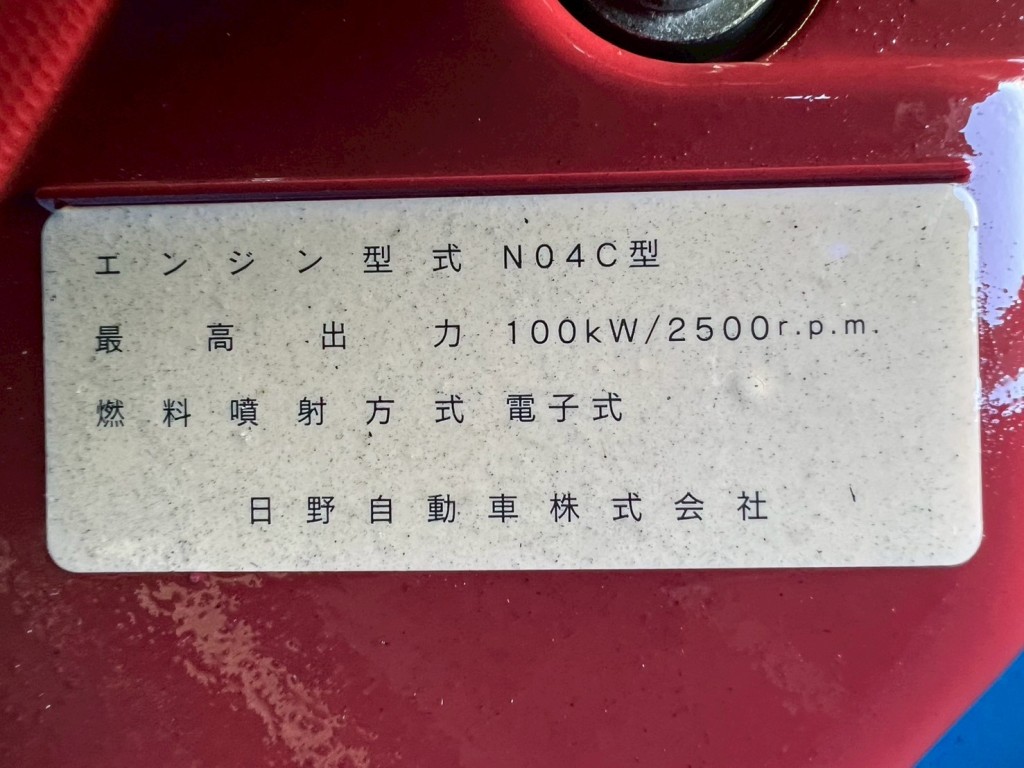 エンジン型式 N04C型
最高出力 100kW/2500r.p.m.
燃料噴射方式 電子式
日野自動車株式会社